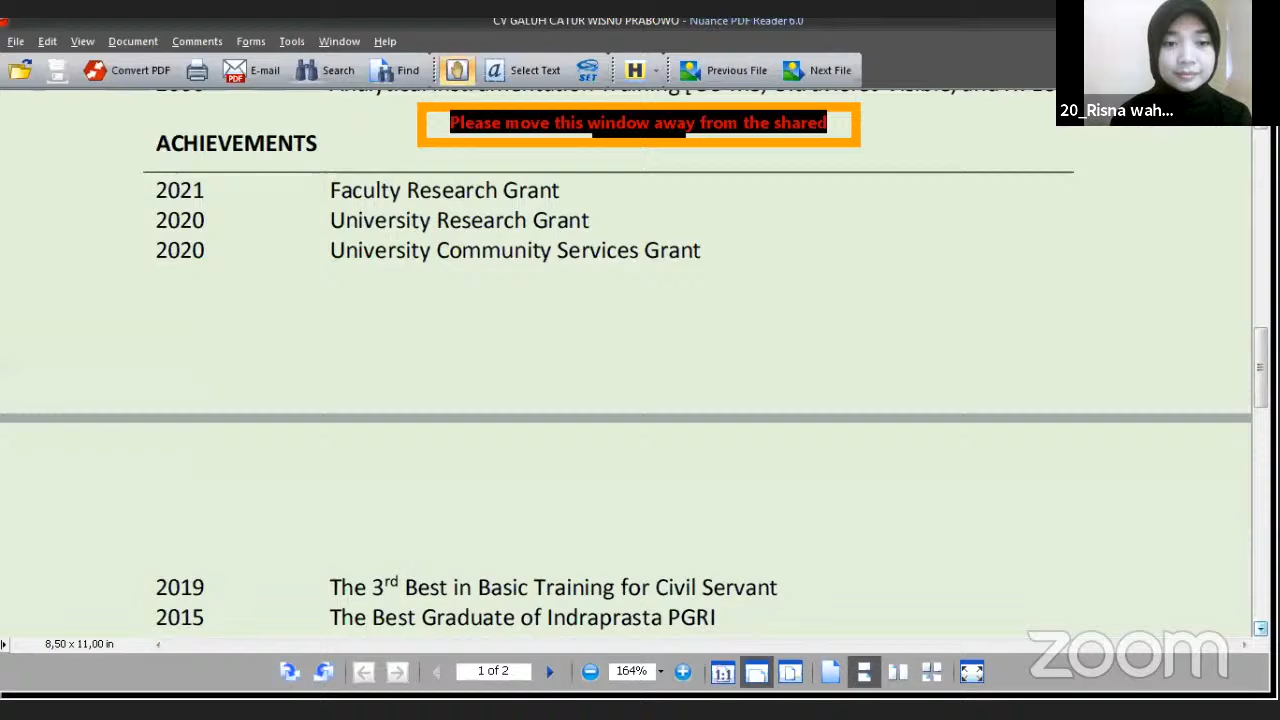 CV GALUH CATUR WISNU PRABOWO - Nuance PDF Reader 6.0
File Edit View Document Comments Forms Tools Window Help
Convert PDF E-mail Search Find Select Text SET H Previous File Next File
20_Risna wah...
Please move this window away from the shared
ACHIEVEMENTS
2021 Faculty Research Grant
2020 University Research Grant
2020 University Community Services Grant
2019 The 3rd Best in Basic Training for Civil Servant
2015 The Best Graduate of Indraprasta PGRI
8,50 x 11,00 in
1 of 2
164%
1:1
zoom